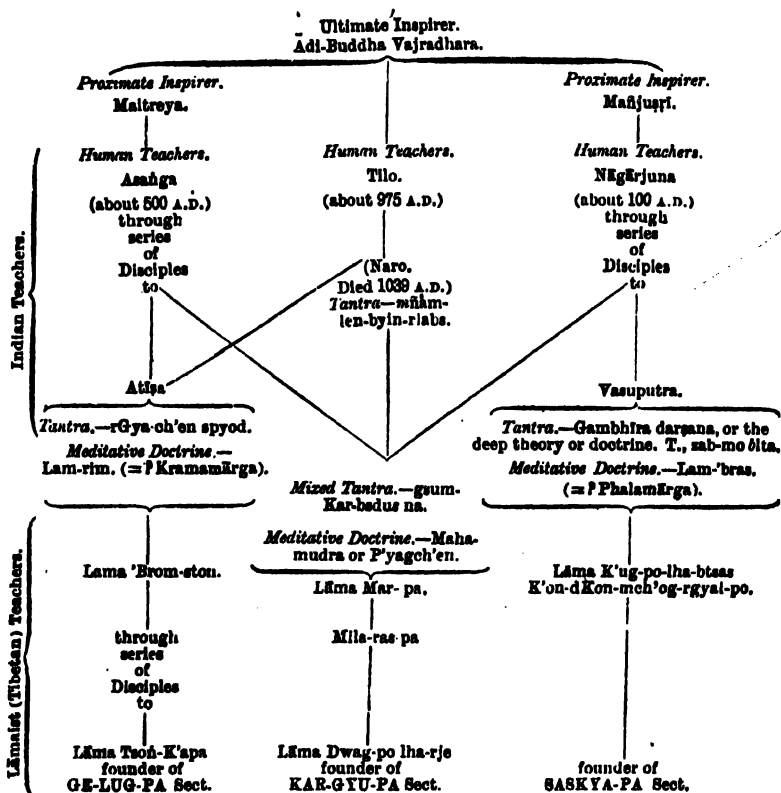 Ultimate Inspirer.
Ādi-Buddha Vajradhara.
Proximate Inspirer.
Maitreya.
Proximate Inspirer.
Mañjuṣrī.
Indian Teachers.
Human Teachers.
Asaṅga
(about 500 A.D.)
through
series
of
Disciples
to
Human Teachers.
Tilo.
(about 975 A.D.)
(Naro.
Died 1039 A.D.)
Tantra—mñam-
len-byin-rlabs.
Human Teachers.
Nāgārjuna
(about 100 A.D.)
through
series
of
Disciples
to
Atīṣa
Tantra.—rGya-ch'en spyod.
Meditative Doctrine.—
Lam-rim. (=? Kramamārga).
Mixed Tantra.—gsum-
Kar-bsdus na.
Meditative Doctrine.—Maha-
mudra or P'yagch'en.
Vasuputra.
Tantra.—Gambhīra darṣana, or the
deep theory or doctrine. T., zab-mo blta.
Meditative Doctrine.—Lam-'bras.
(=? Phalamārga).
Lāmaist (Tibetan) Teachers.
Lama 'Brom-ston.
through
series
of
Disciples
to
Lāma Tsoṅ-K'apa
founder of
GE-LUG-PA Sect.
Lāma Mar- pa.
Mila-ras-pa
Lāma Dwag-po lha-rje
founder of
KAR-GYU-PA Sect.
Lāma K'ug-po-lha-btsas
K'on-dKon-mch'og-rgyal-po.
founder of
SASKYA-PA Sect.